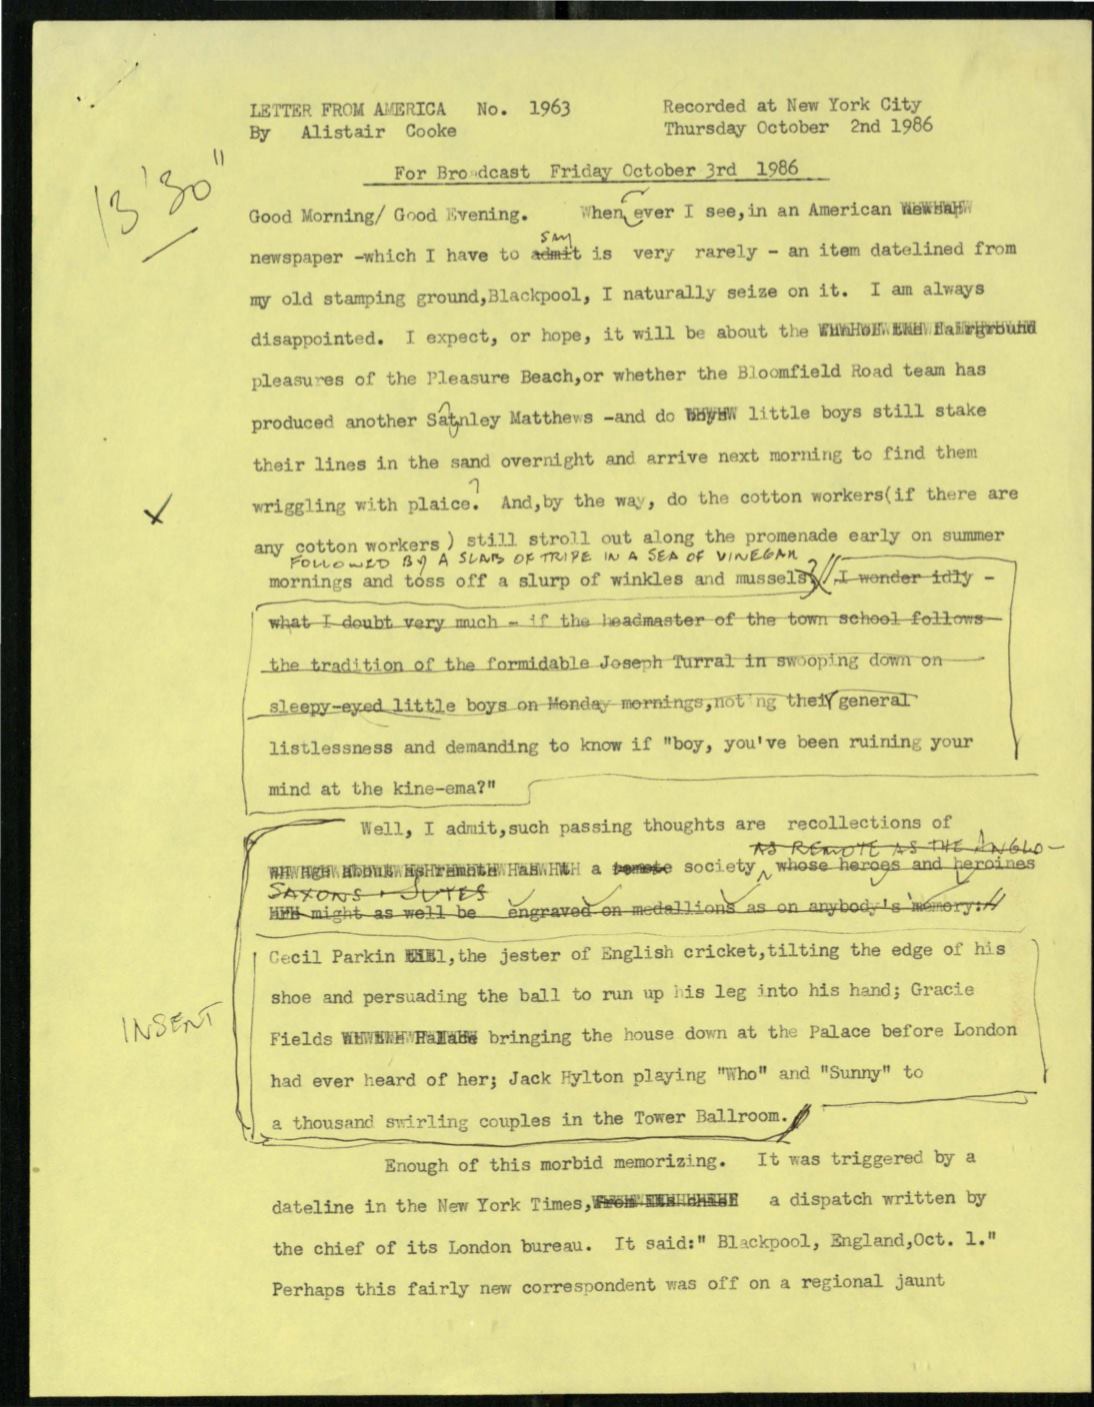 LETTER FROM AMERICA No. 1963 Recorded at New York City
By Alistair Cooke Thursday October 2nd 1986
For Broadcast Friday October 3rd 1986
13'30"
Good Morning/ Good Evening. When ever I see,in an American newsap
SAY
newspaper -which I have to admit is very rarely - an item datelined from
my old stamping ground,Blackpool, I naturally seize on it. I am always
disappointed. I expect, or hope, it will be about the fairground
pleasures of the Pleasure Beach,or whether the Bloomfield Road team has
produced another Satnley Matthews -and do boys little boys still stake
their lines in the sand overnight and arrive next morning to find them
wriggling with plaice? And,by the way, do the cotton workers(if there are
any cotton workers) still stroll out along the promenade early on summer
FOLLOWED BY A SLAB OF TRIPE IN A SEA OF VINEGAR
mornings and toss off a slurp of winkles and mussels? // I wonder idly -
what I doubt very much - if the headmaster of the town school follows
the tradition of the formidable Joseph Turral in swooping down on
sleepy-eyed little boys on Monday mornings,noting their general
listlessness and demanding to know if "boy, you've been ruining your
mind at the kine-ema?"
Well, I admit,such passing thoughts are recollections of
AS REMOTE AS THE ANGLO-
a remote society whose heroes and heroines
SAXONS + JUTES
might as well be engraved on medallions as on anybody's memory://
Cecil Parkin ,the jester of English cricket,tilting the edge of his
shoe and persuading the ball to run up his leg into his hand; Gracie
INSERT
Fields Palace bringing the house down at the Palace before London
had ever heard of her; Jack Hylton playing "Who" and "Sunny" to
a thousand swirling couples in the Tower Ballroom.
Enough of this morbid memorizing. It was triggered by a
dateline in the New York Times, a dispatch written by
the chief of its London bureau. It said:" Blackpool, England,Oct. 1."
Perhaps this fairly new correspondent was off on a regional jaunt